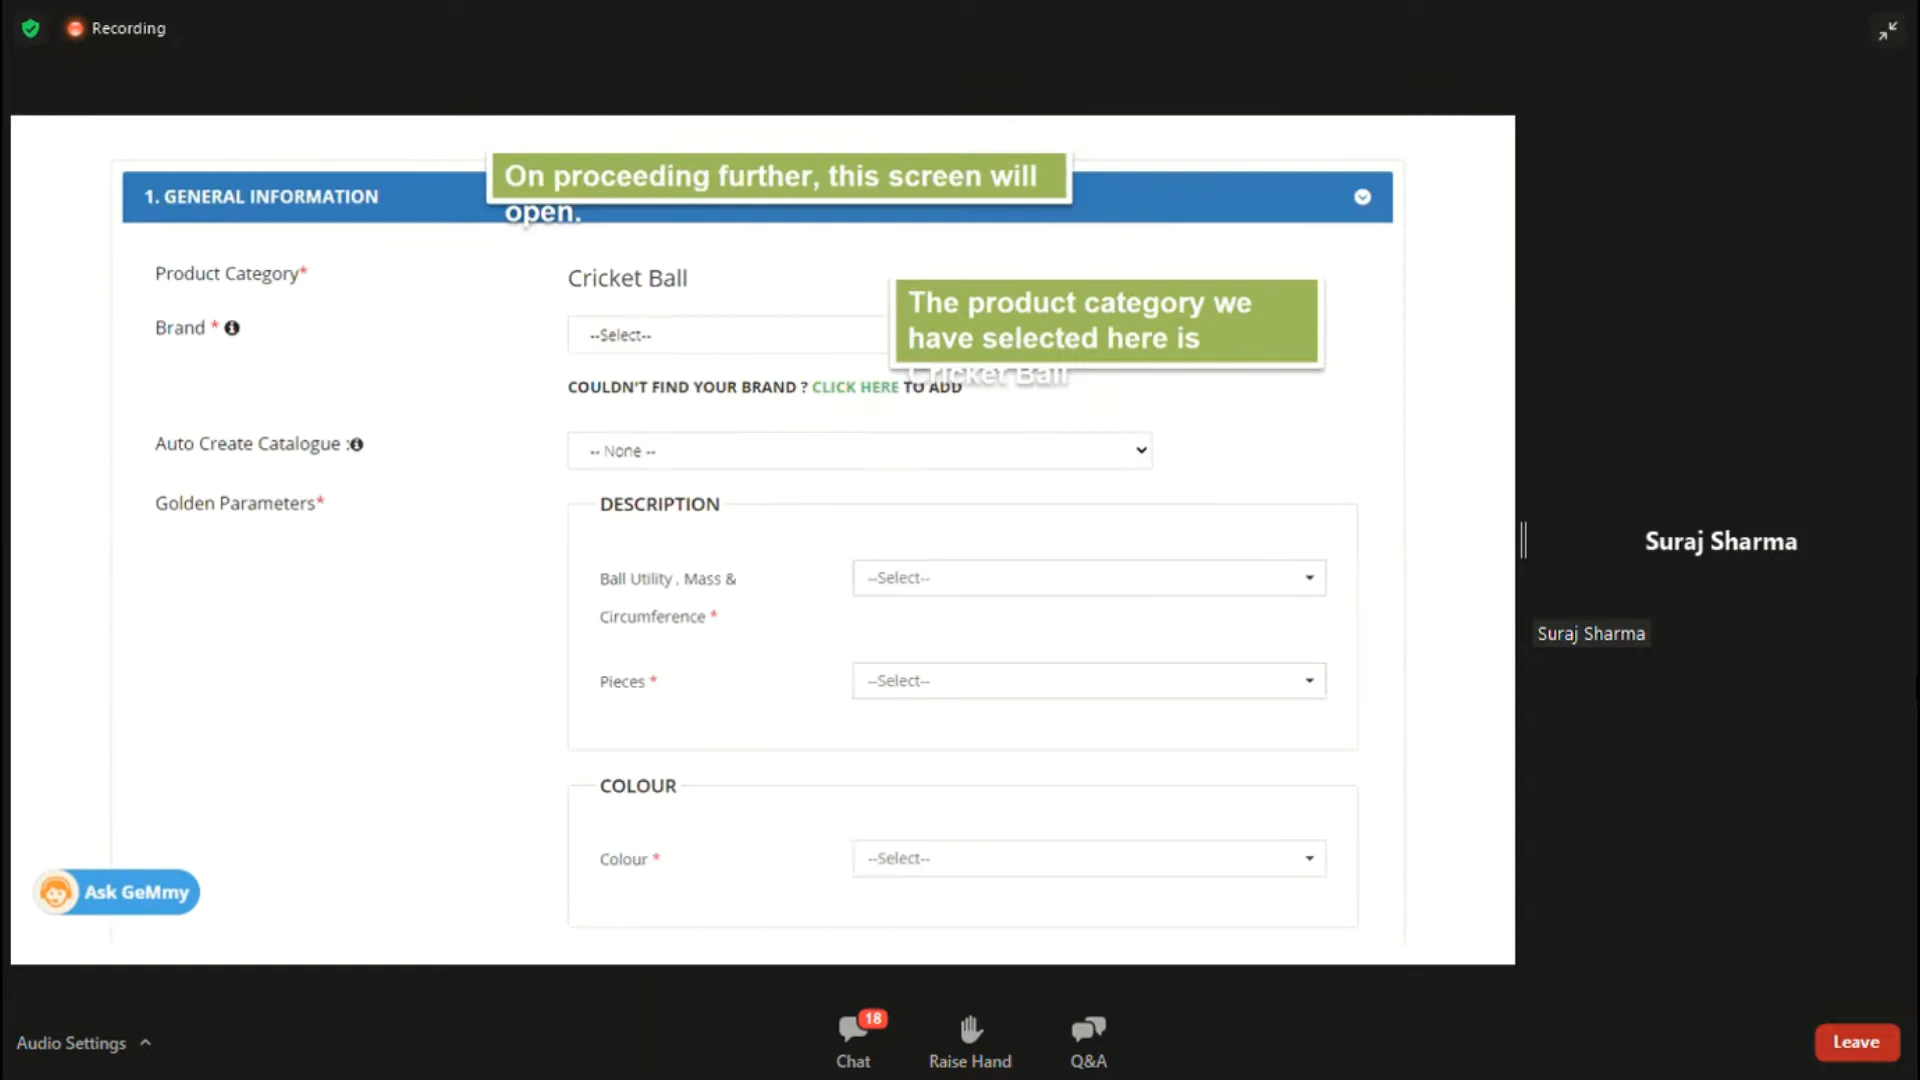 Recording
On proceeding further, this screen will
open.
1. GENERAL INFORMATION
Product Category*
Cricket Ball
The product category we
have selected here is
Cricket Ball
Brand *
--Select--
COULDN'T FIND YOUR BRAND ? CLICK HERE TO ADD
Auto Create Catalogue :
-- None --
Golden Parameters*
DESCRIPTION
Ball Utility , Mass &
Circumference *
--Select--
Pieces *
--Select--
COLOUR
Colour *
--Select--
Ask GeMmy
Suraj Sharma
Suraj Sharma
Audio Settings
18
Chat
Raise Hand
Q&A
Leave